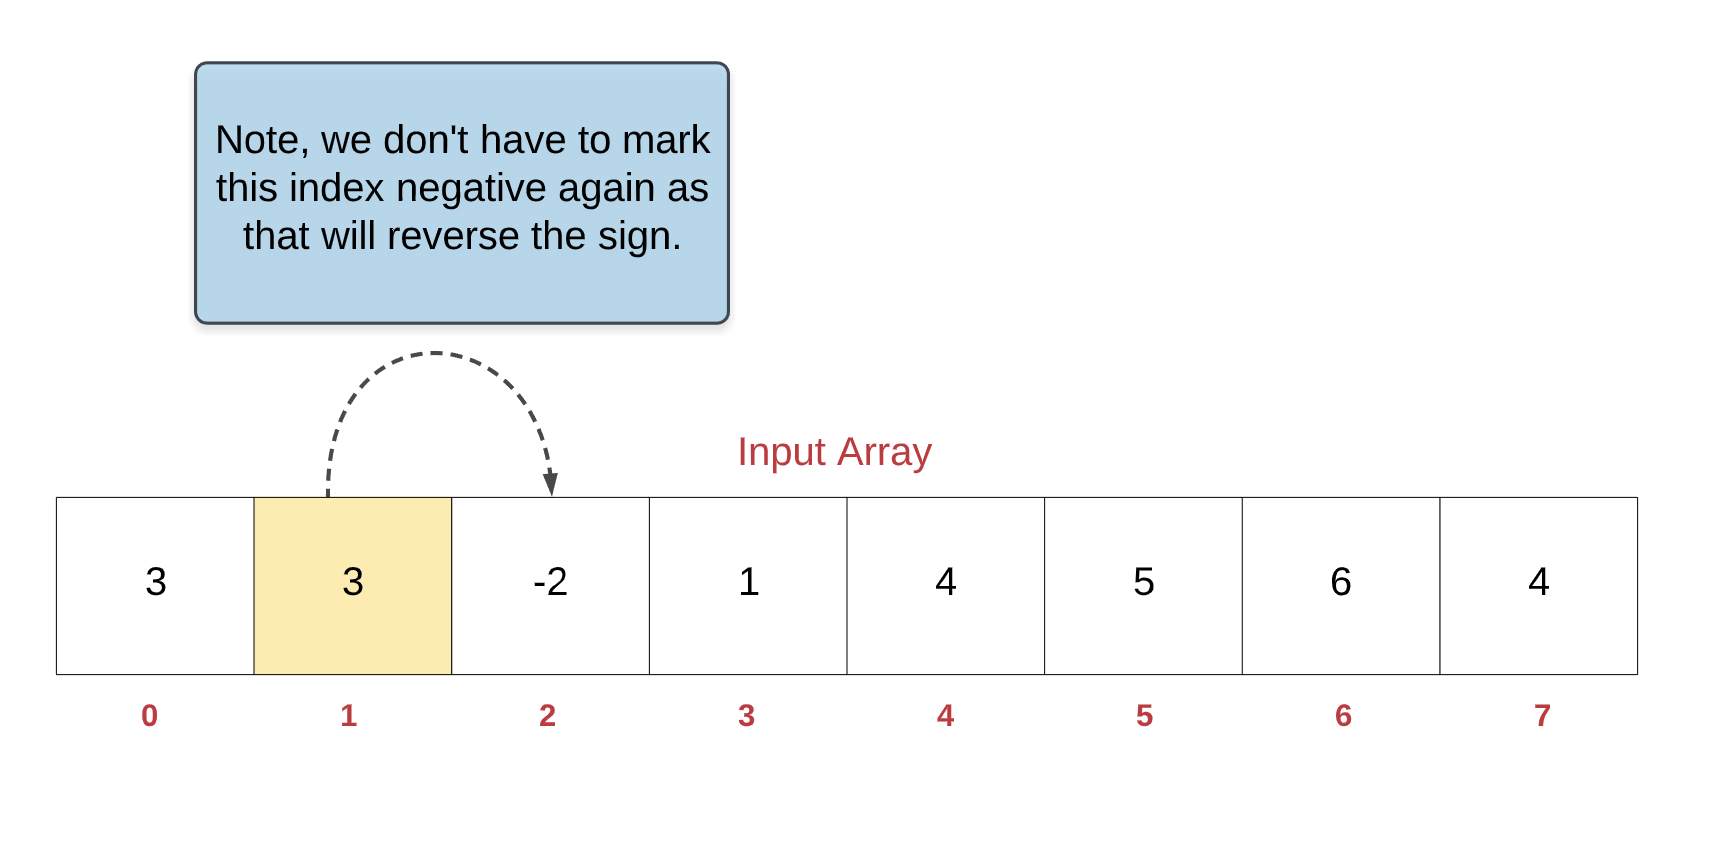 Note, we don't have to mark
this index negative again as
that will reverse the sign.
Input Array
3 3 -2 1 4 5 6 4
0 1 2 3 4 5 6 7